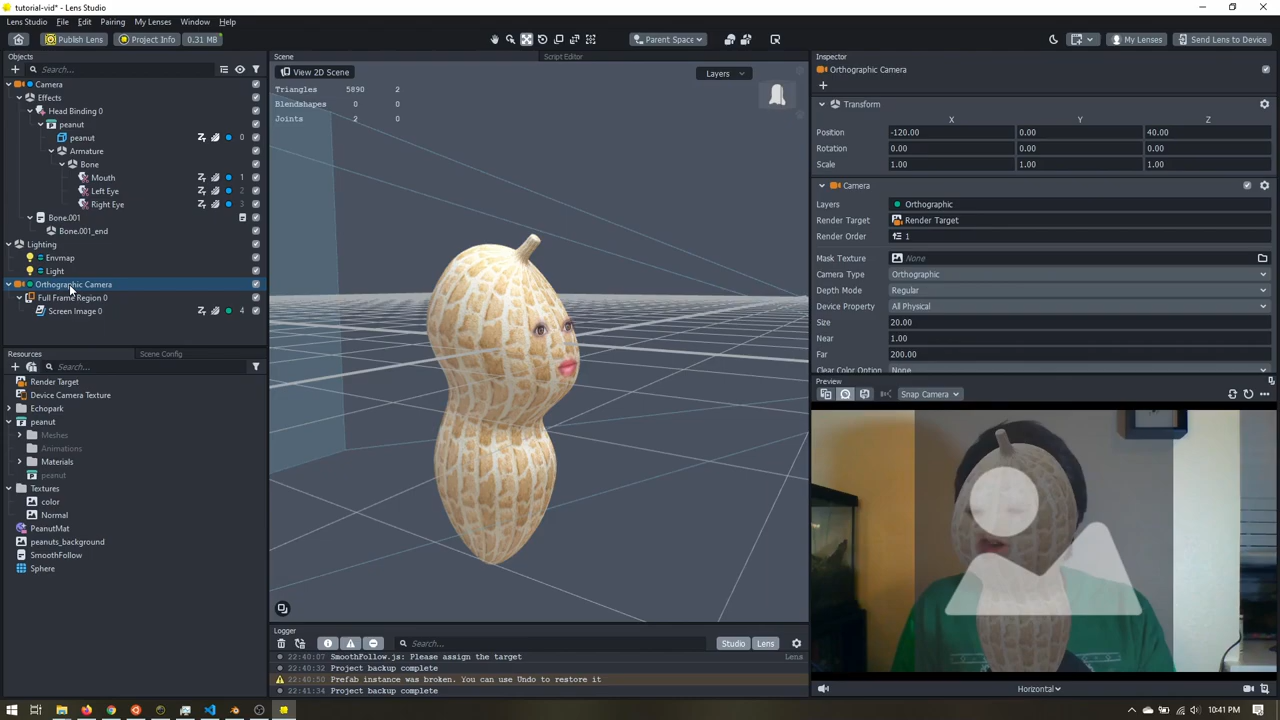 tutorial-vid* - Lens Studio
Lens Studio File Edit Pairing My Lenses Window Help
Publish Lens Project Info 0.31 MB Parent Space My Lenses Send Lens to Device
Objects
Search...
Camera
Effects
Head Binding 0
peanut
peanut 0
Armature
Bone
Mouth 1
Left Eye 2
Right Eye 3
Bone.001
Bone.001_end
Lighting
Envmap
Light
Orthographic Camera
Full Frame Region 0
Screen Image 0 4
Resources Scene Config
Search...
Render Target
Device Camera Texture
Echopark
peanut
Meshes
Animations
Materials
peanut
Textures
color
Normal
PeanutMat
peanuts_background
SmoothFollow
Sphere
Scene Script Editor
View 2D Scene Layers
Triangles 5890 2
Blendshapes 0 0
Joints 2 0
Logger
Search... Studio Lens
22:40:07 SmoothFollow.js: Please assign the target Lens
22:40:32 Project backup complete
22:40:50 Prefab instance was broken. You can use Undo to restore it
22:41:34 Project backup complete
Inspector
Orthographic Camera
Transform
X Y Z
Position -120.00 0.00 40.00
Rotation 0.00 0.00 0.00
Scale 1.00 1.00 1.00
Camera
Layers Orthographic
Render Target Render Target
Render Order 1
Mask Texture None
Camera Type Orthographic
Depth Mode Regular
Device Property All Physical
Size 20.00
Near 1.00
Far 200.00
Clear Color Option None
Preview
Snap Camera
Horizontal
10:41 PM